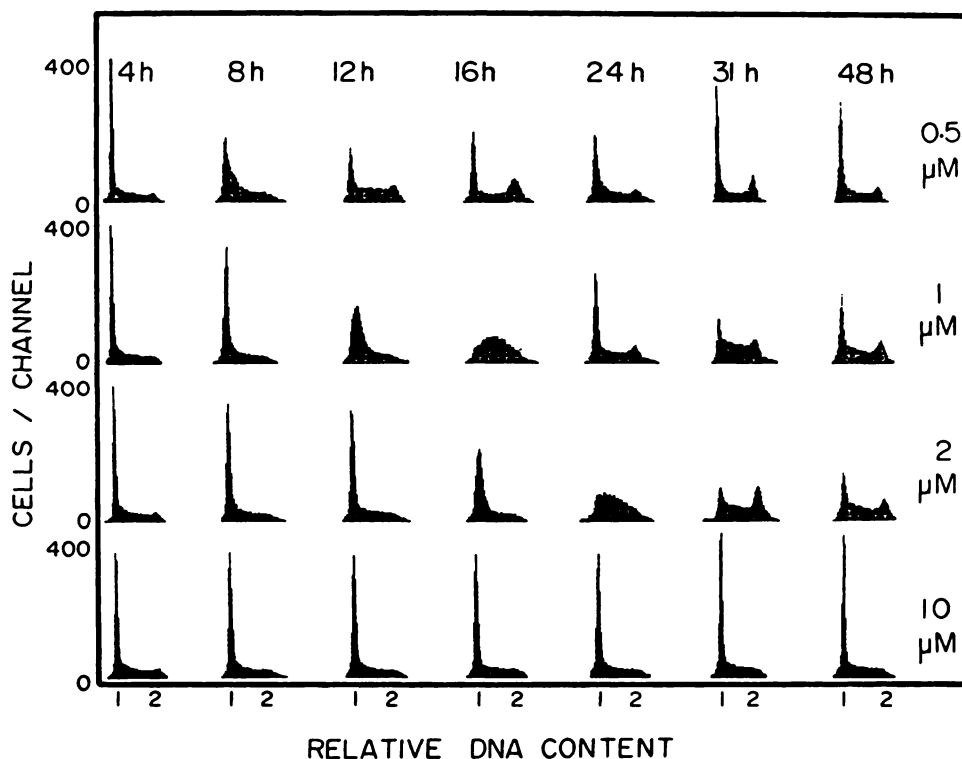 4h 8h 12h 16h 24h 31h 48h
400
0
0.5
µM
400
0
1
µM
400
0
2
µM
400
0
10
µM
CELLS / CHANNEL
1 2 1 2 1 2 1 2 1 2 1 2 1 2
RELATIVE DNA CONTENT